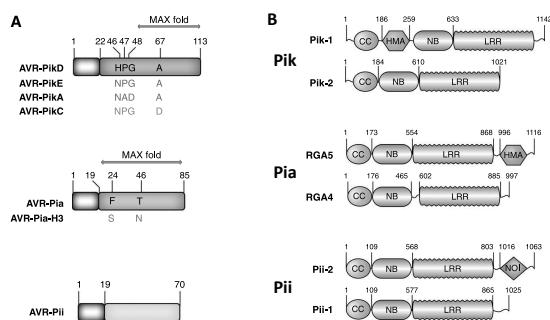 A
MAX fold
1 22 46 47 48 67 113
AVR-PikD HPG A
AVR-PikE NPG A
AVR-PikA NAD A
AVR-PikC NPG D
MAX fold
1 19 24 46 85
AVR-Pia F T
AVR-Pia-H3 S N
1 19 70
AVR-Pii
B
Pik
1 186 259 633 1142
Pik-1 CC HMA NB LRR
1 184 610 1021
Pik-2 CC NB LRR
Pia
1 173 554 868 996 1116
RGA5 CC NB LRR HMA
1 176 465 602 885 997
RGA4 CC NB LRR
Pii
1 109 568 803 1016 1063
Pii-2 CC NB LRR NOI
1 109 577 865 1025
Pii-1 CC NB LRR